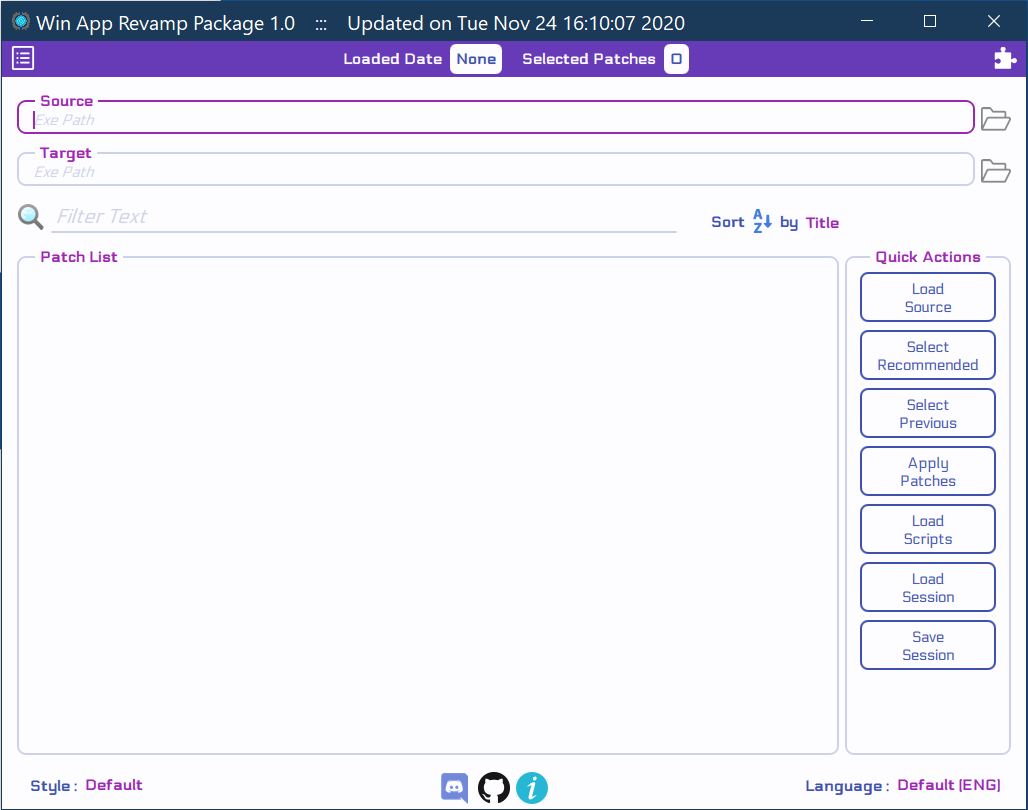 Win App Revamp Package 1.0 ::: Updated on Tue Nov 24 16:10:07 2020
Loaded Date None Selected Patches 0
Source
Exe Path
Target
Exe Path
Filter Text
Sort A Z by Title
Patch List
Quick Actions
Load
Source
Select
Recommended
Select
Previous
Apply
Patches
Load
Scripts
Load
Session
Save
Session
Style : Default
i
Language : Default (ENG)